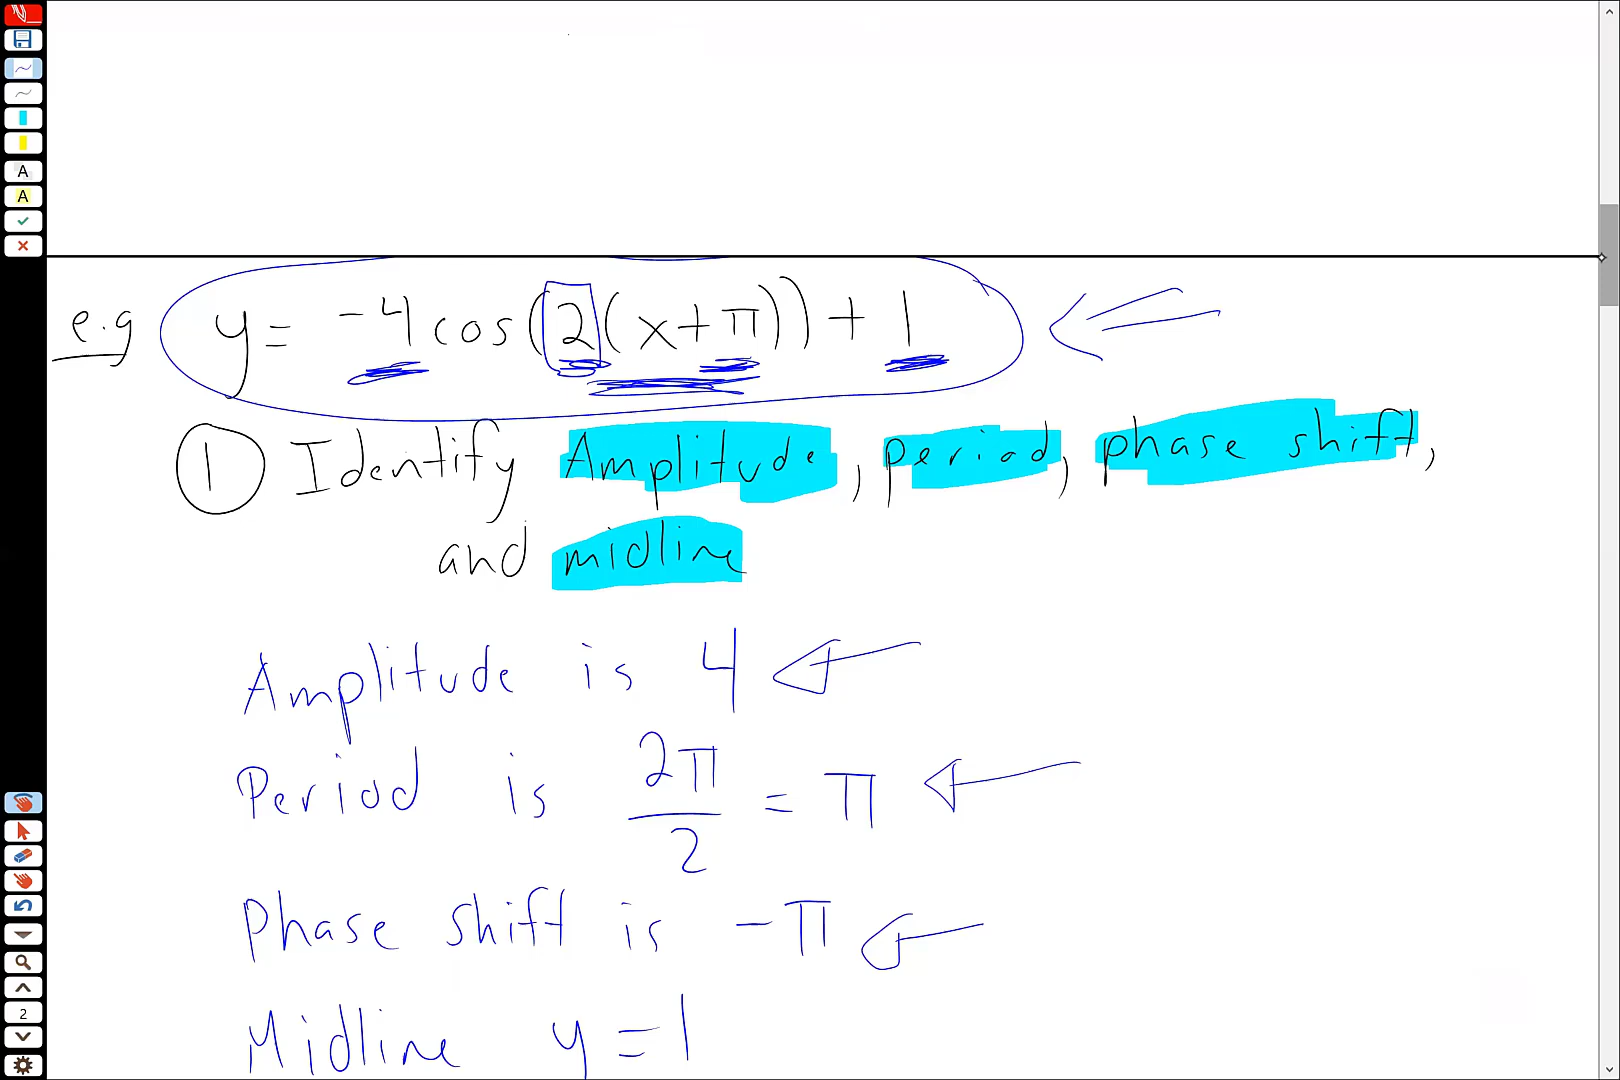 e.g y = -4cos(2(x+π))+1
① Identify Amplitude, period, phase shift,
and midline
Amplitude is 4
Period is 2π/2 = π
Phase shift is -π
Midline y=1
A
A
2